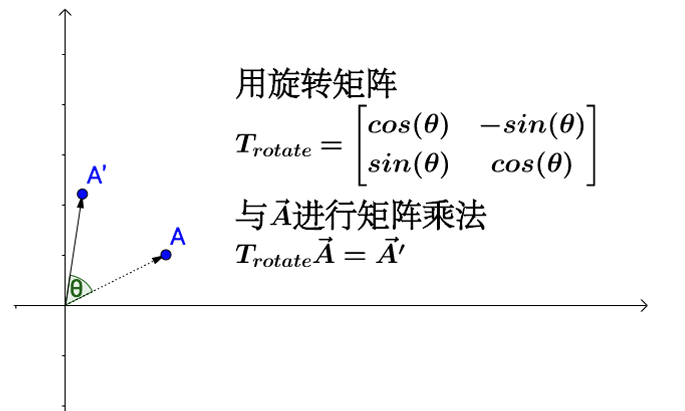 用旋转矩阵
T_rotate = [cos(θ) −sin(θ)
sin(θ) cos(θ)]
A'
与A⃗进行矩阵乘法
A
T_rotate A⃗ = A⃗'
θ